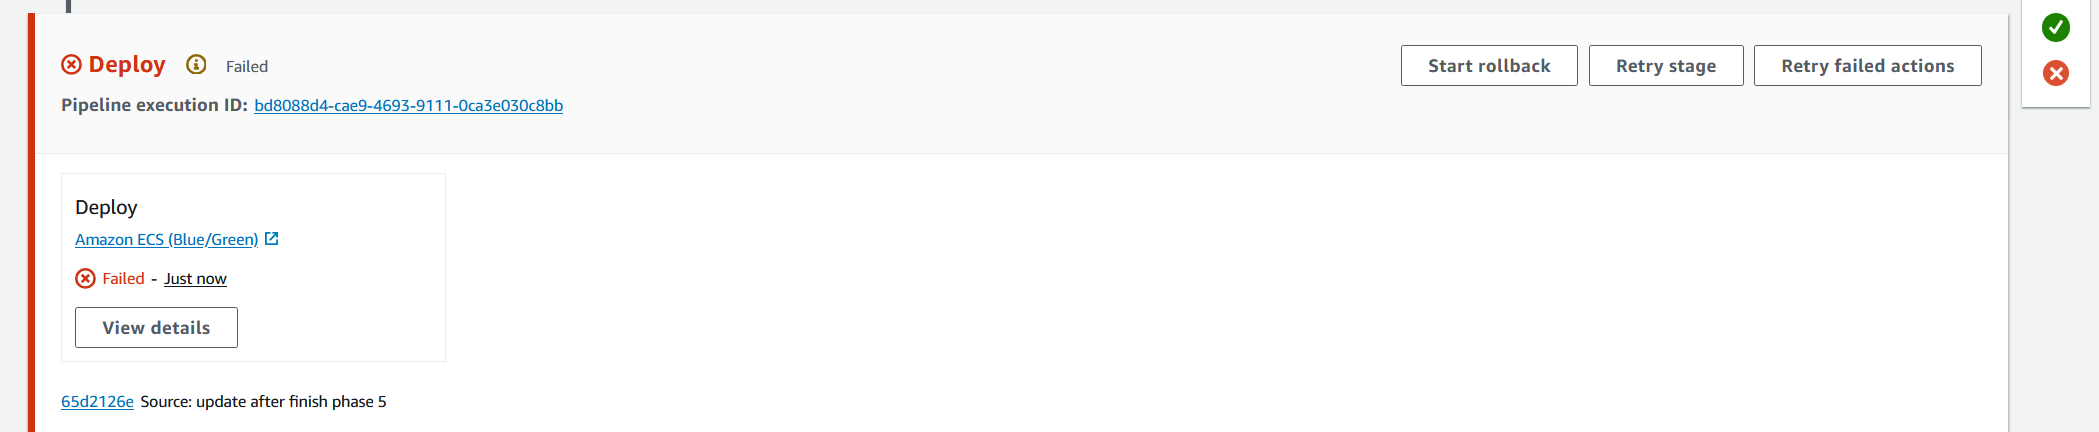 Deploy Failed
Start rollback Retry stage Retry failed actions
Pipeline execution ID: bd8088d4-cae9-4693-9111-0ca3e030c8bb
Deploy
Amazon ECS (Blue/Green)
Failed - Just now
View details
65d2126e Source: update after finish phase 5